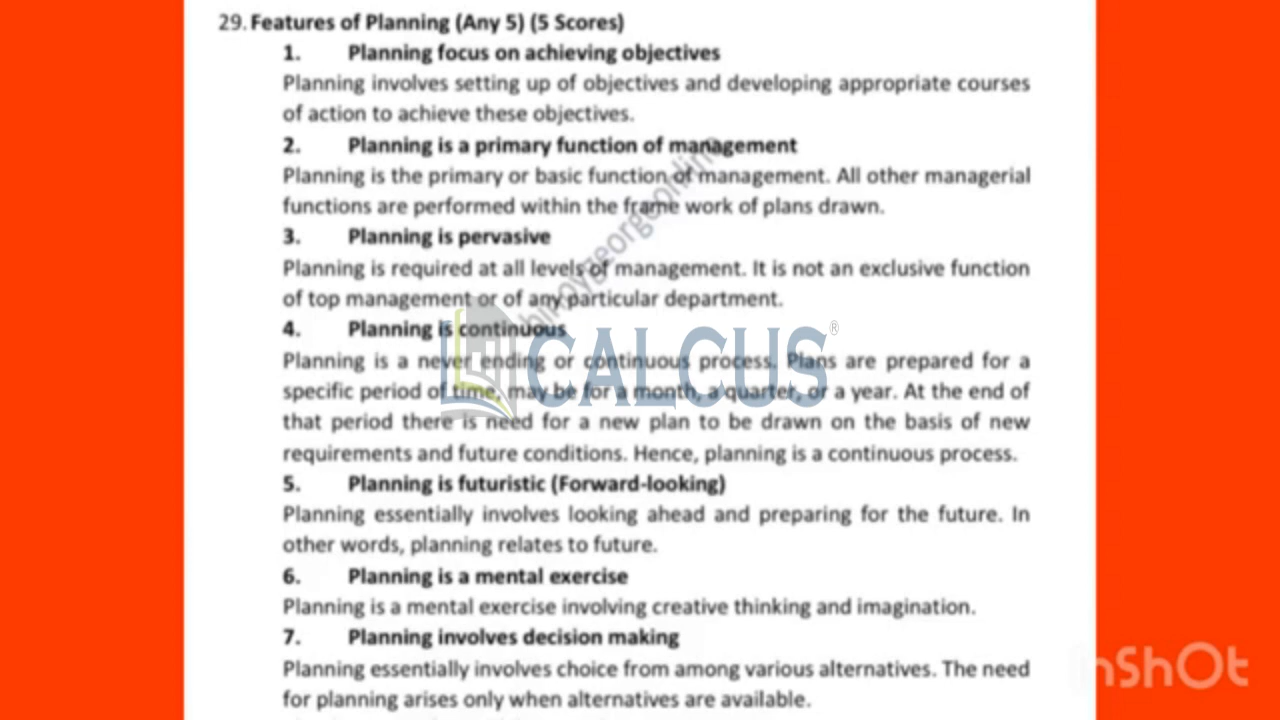 29. Features of Planning (Any 5) (5 Scores)
1. Planning focus on achieving objectives
Planning involves setting up of objectives and developing appropriate courses
of action to achieve these objectives.
2. Planning is a primary function of management
Planning is the primary or basic function of management. All other managerial
functions are performed within the frame work of plans drawn.
3. Planning is pervasive
Planning is required at all levels of management. It is not an exclusive function
of top management or of any particular department.
4. Planning is continuous
Planning is a never ending or continuous process. Plans are prepared for a
specific period of time, may be for a month, a quarter, or a year. At the end of
that period there is need for a new plan to be drawn on the basis of new
requirements and future conditions. Hence, planning is a continuous process.
5. Planning is futuristic (Forward-looking)
Planning essentially involves looking ahead and preparing for the future. In
other words, planning relates to future.
6. Planning is a mental exercise
Planning is a mental exercise involving creative thinking and imagination.
7. Planning involves decision making
Planning essentially involves choice from among various alternatives. The need
for planning arises only when alternatives are available.
binoygeorgeonline
CALCUS®
InShOt